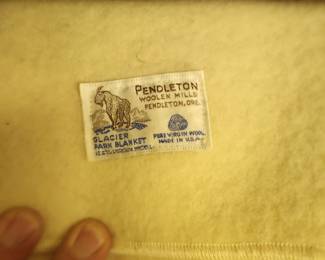 PENDLETON
WOOLEN MILLS
PENDLETON, ORE.
GLACIER
PARK BLANKET
PURE VIRGIN WOOL
MADE IN U.S.A.